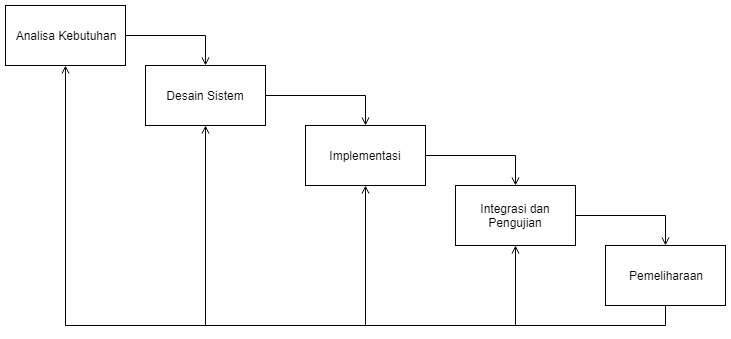 Analisa Kebutuhan
Desain Sistem
Implementasi
Integrasi dan
Pengujian
Pemeliharaan